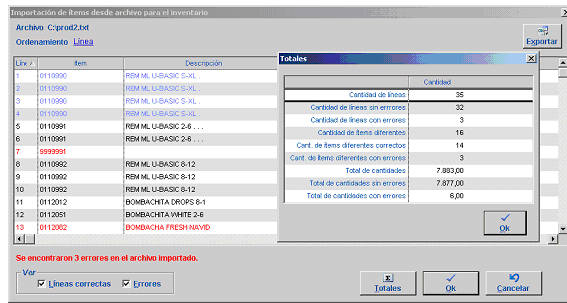 Importación de ítems desde archivo para el inventario
Archivo C:\prod2.txt
Ordenamiento Línea
Exportar
Líne Item Descripción
1 0110990 REM ML U-BASIC S-XL .
2 0110990 REM ML U-BASIC S-XL .
3 0110990 REM ML U-BASIC S-XL .
4 0110990 REM ML U-BASIC S-XL .
5 0110991 REM ML U-BASIC 2-6 . . .
6 0110991 REM ML U-BASIC 2-6 . . .
7 9999991
8 0110992 REM ML U-BASIC 8-12
9 0110992 REM ML U-BASIC 8-12
10 0110992 REM ML U-BASIC 8-12
11 0112012 BOMBACHITA DROPS 8-1
12 0112051 BOMBACHITA WHITE 2-6
13 0112082 BOMBACHA FRESH NAVID
Totales
Cantidad
Cantidad de líneas 35
Cantidad de líneas sin errrores 32
Cantidad de líneas con errores 3
Cantidad de ítems diferentes 16
Cant. de ítems diferentes correctos 14
Cant. de ítems diferentes con errores 3
Total de cantidades 7.883,00
Total de cantidades sin errores 7.877,00
Total de cantidades con errores 6,00
Ok
Se encontraron 3 errores en el archivo importado.
Ver
Líneas correctas Errores
Totales Ok Cancelar